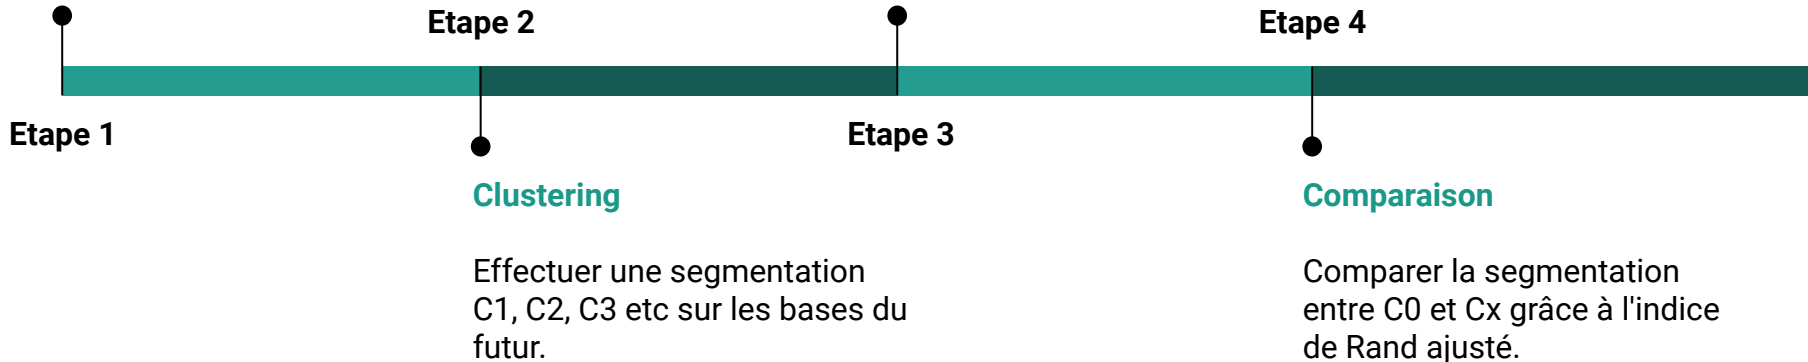 Etape 2
Etape 4
Etape 1
Etape 3
Clustering
Comparaison
Effectuer une segmentation
C1, C2, C3 etc sur les bases du
futur.
Comparer la segmentation
entre C0 et Cx grâce à l'indice
de Rand ajusté.